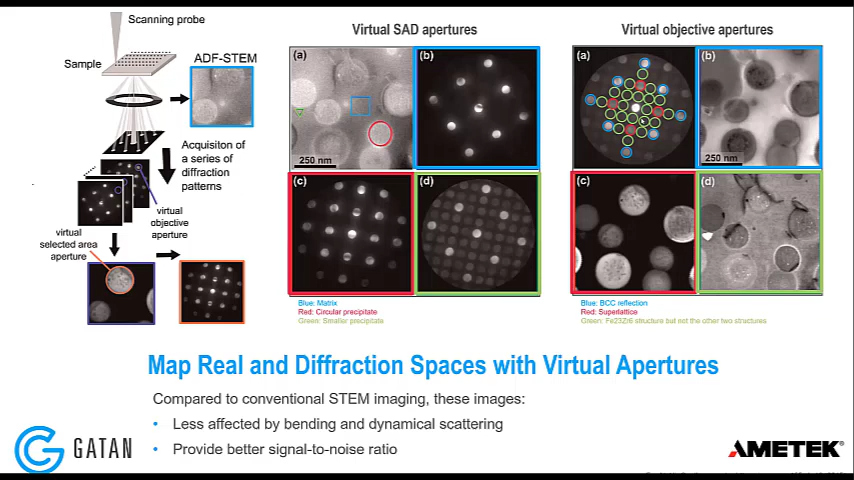 Scanning probe
Sample
ADF-STEM
Acquisiton of
a series of
diffraction
patterns
virtual
objective
aperture
virtual
selected area
aperture
Virtual SAD apertures
(a)
250 nm
(b)
(c)
(d)
Blue: Matrix
Red: Circular precipitate
Green: Smaller precipitate
Virtual objective apertures
(a)
(b)
250 nm
(c)
(d)
Blue: BCC reflection
Red: Superlattice
Green: Fe23Zr6 structure but not the other two structures
Map Real and Diffraction Spaces with Virtual Apertures
Compared to conventional STEM imaging, these images:
• Less affected by bending and dynamical scattering
• Provide better signal-to-noise ratio
GATAN
AMETEK®